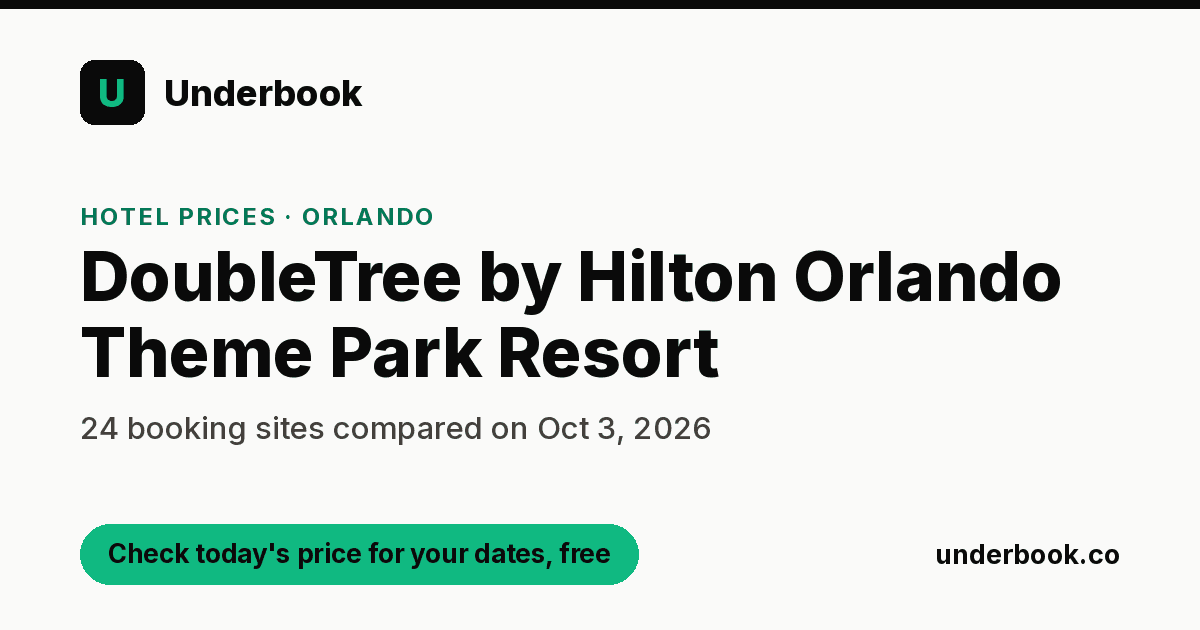 U
Underbook
HOTEL PRICES · ORLANDO
DoubleTree by Hilton Orlando
Theme Park Resort
24 booking sites compared on Oct 3, 2026
Check today's price for your dates, free
underbook.co